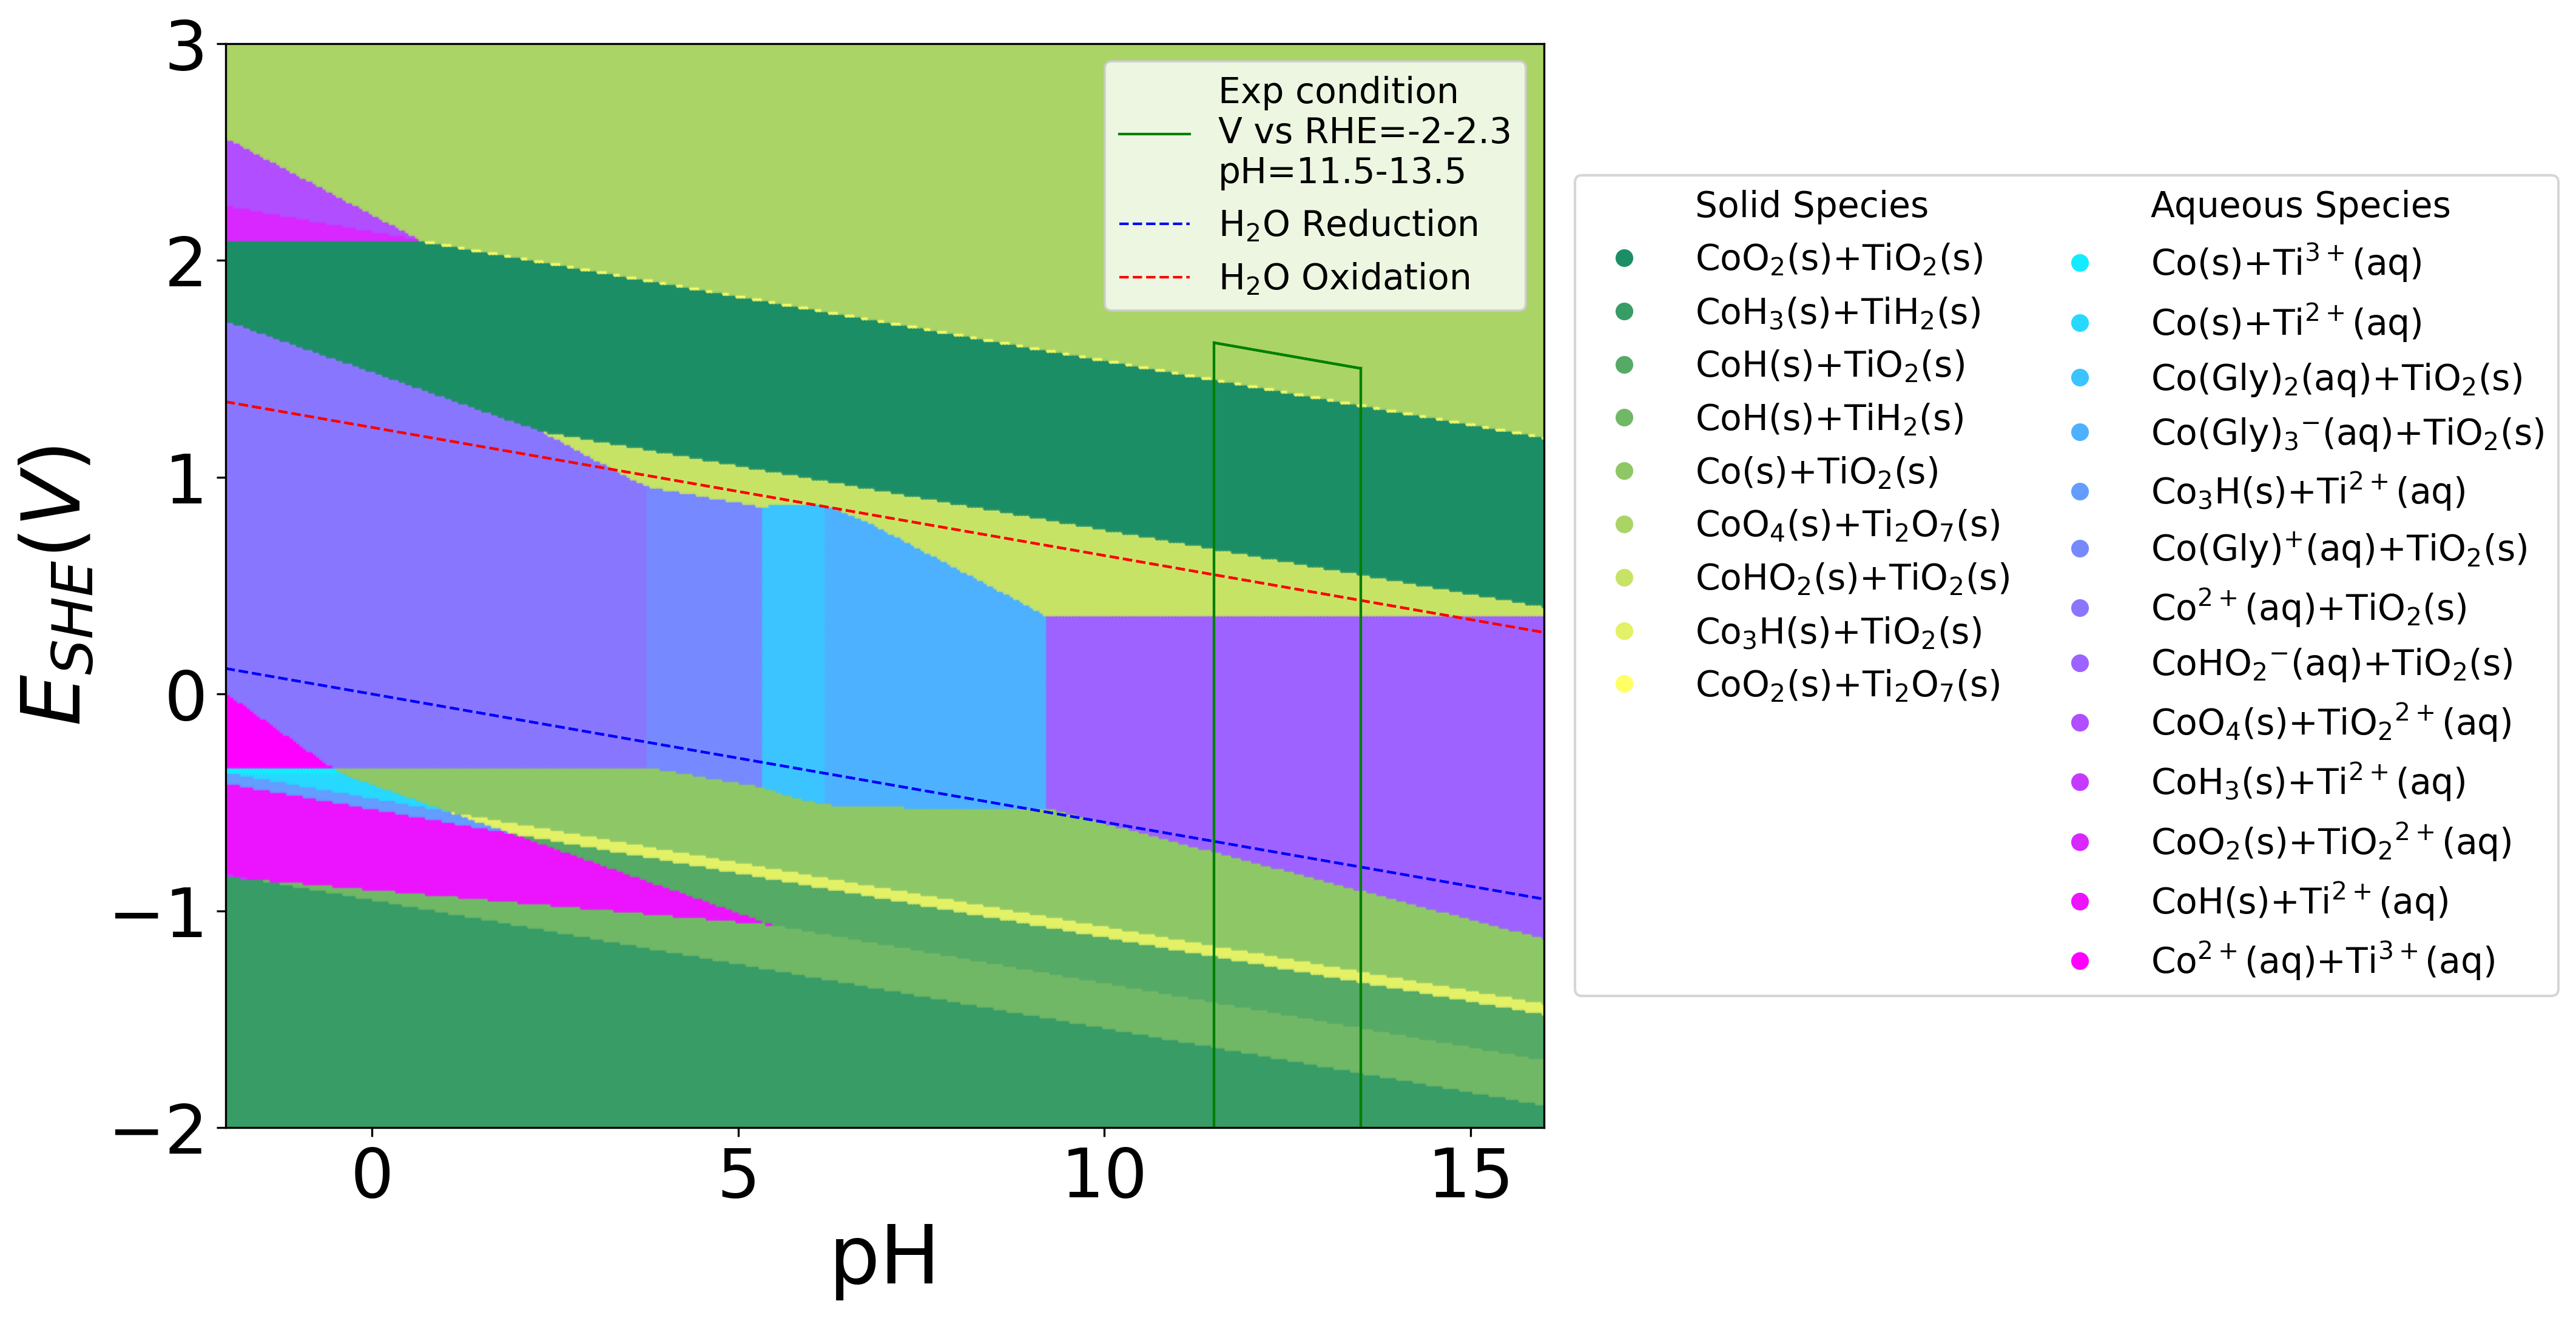 3
2
1
0
−1
−2
E_SHE(V)
0 5 10 15
pH
Exp condition
V vs RHE=-2-2.3
pH=11.5-13.5
H₂O Reduction
H₂O Oxidation
Solid Species
CoO₂(s)+TiO₂(s)
CoH₃(s)+TiH₂(s)
CoH(s)+TiO₂(s)
CoH(s)+TiH₂(s)
Co(s)+TiO₂(s)
CoO₄(s)+Ti₂O₇(s)
CoHO₂(s)+TiO₂(s)
Co₃H(s)+TiO₂(s)
CoO₂(s)+Ti₂O₇(s)
Aqueous Species
Co(s)+Ti³⁺(aq)
Co(s)+Ti²⁺(aq)
Co(Gly)₂(aq)+TiO₂(s)
Co(Gly)₃⁻(aq)+TiO₂(s)
Co₃H(s)+Ti²⁺(aq)
Co(Gly)⁺(aq)+TiO₂(s)
Co²⁺(aq)+TiO₂(s)
CoHO₂⁻(aq)+TiO₂(s)
CoO₄(s)+TiO₂²⁺(aq)
CoH₃(s)+Ti²⁺(aq)
CoO₂(s)+TiO₂²⁺(aq)
CoH(s)+Ti²⁺(aq)
Co²⁺(aq)+Ti³⁺(aq)